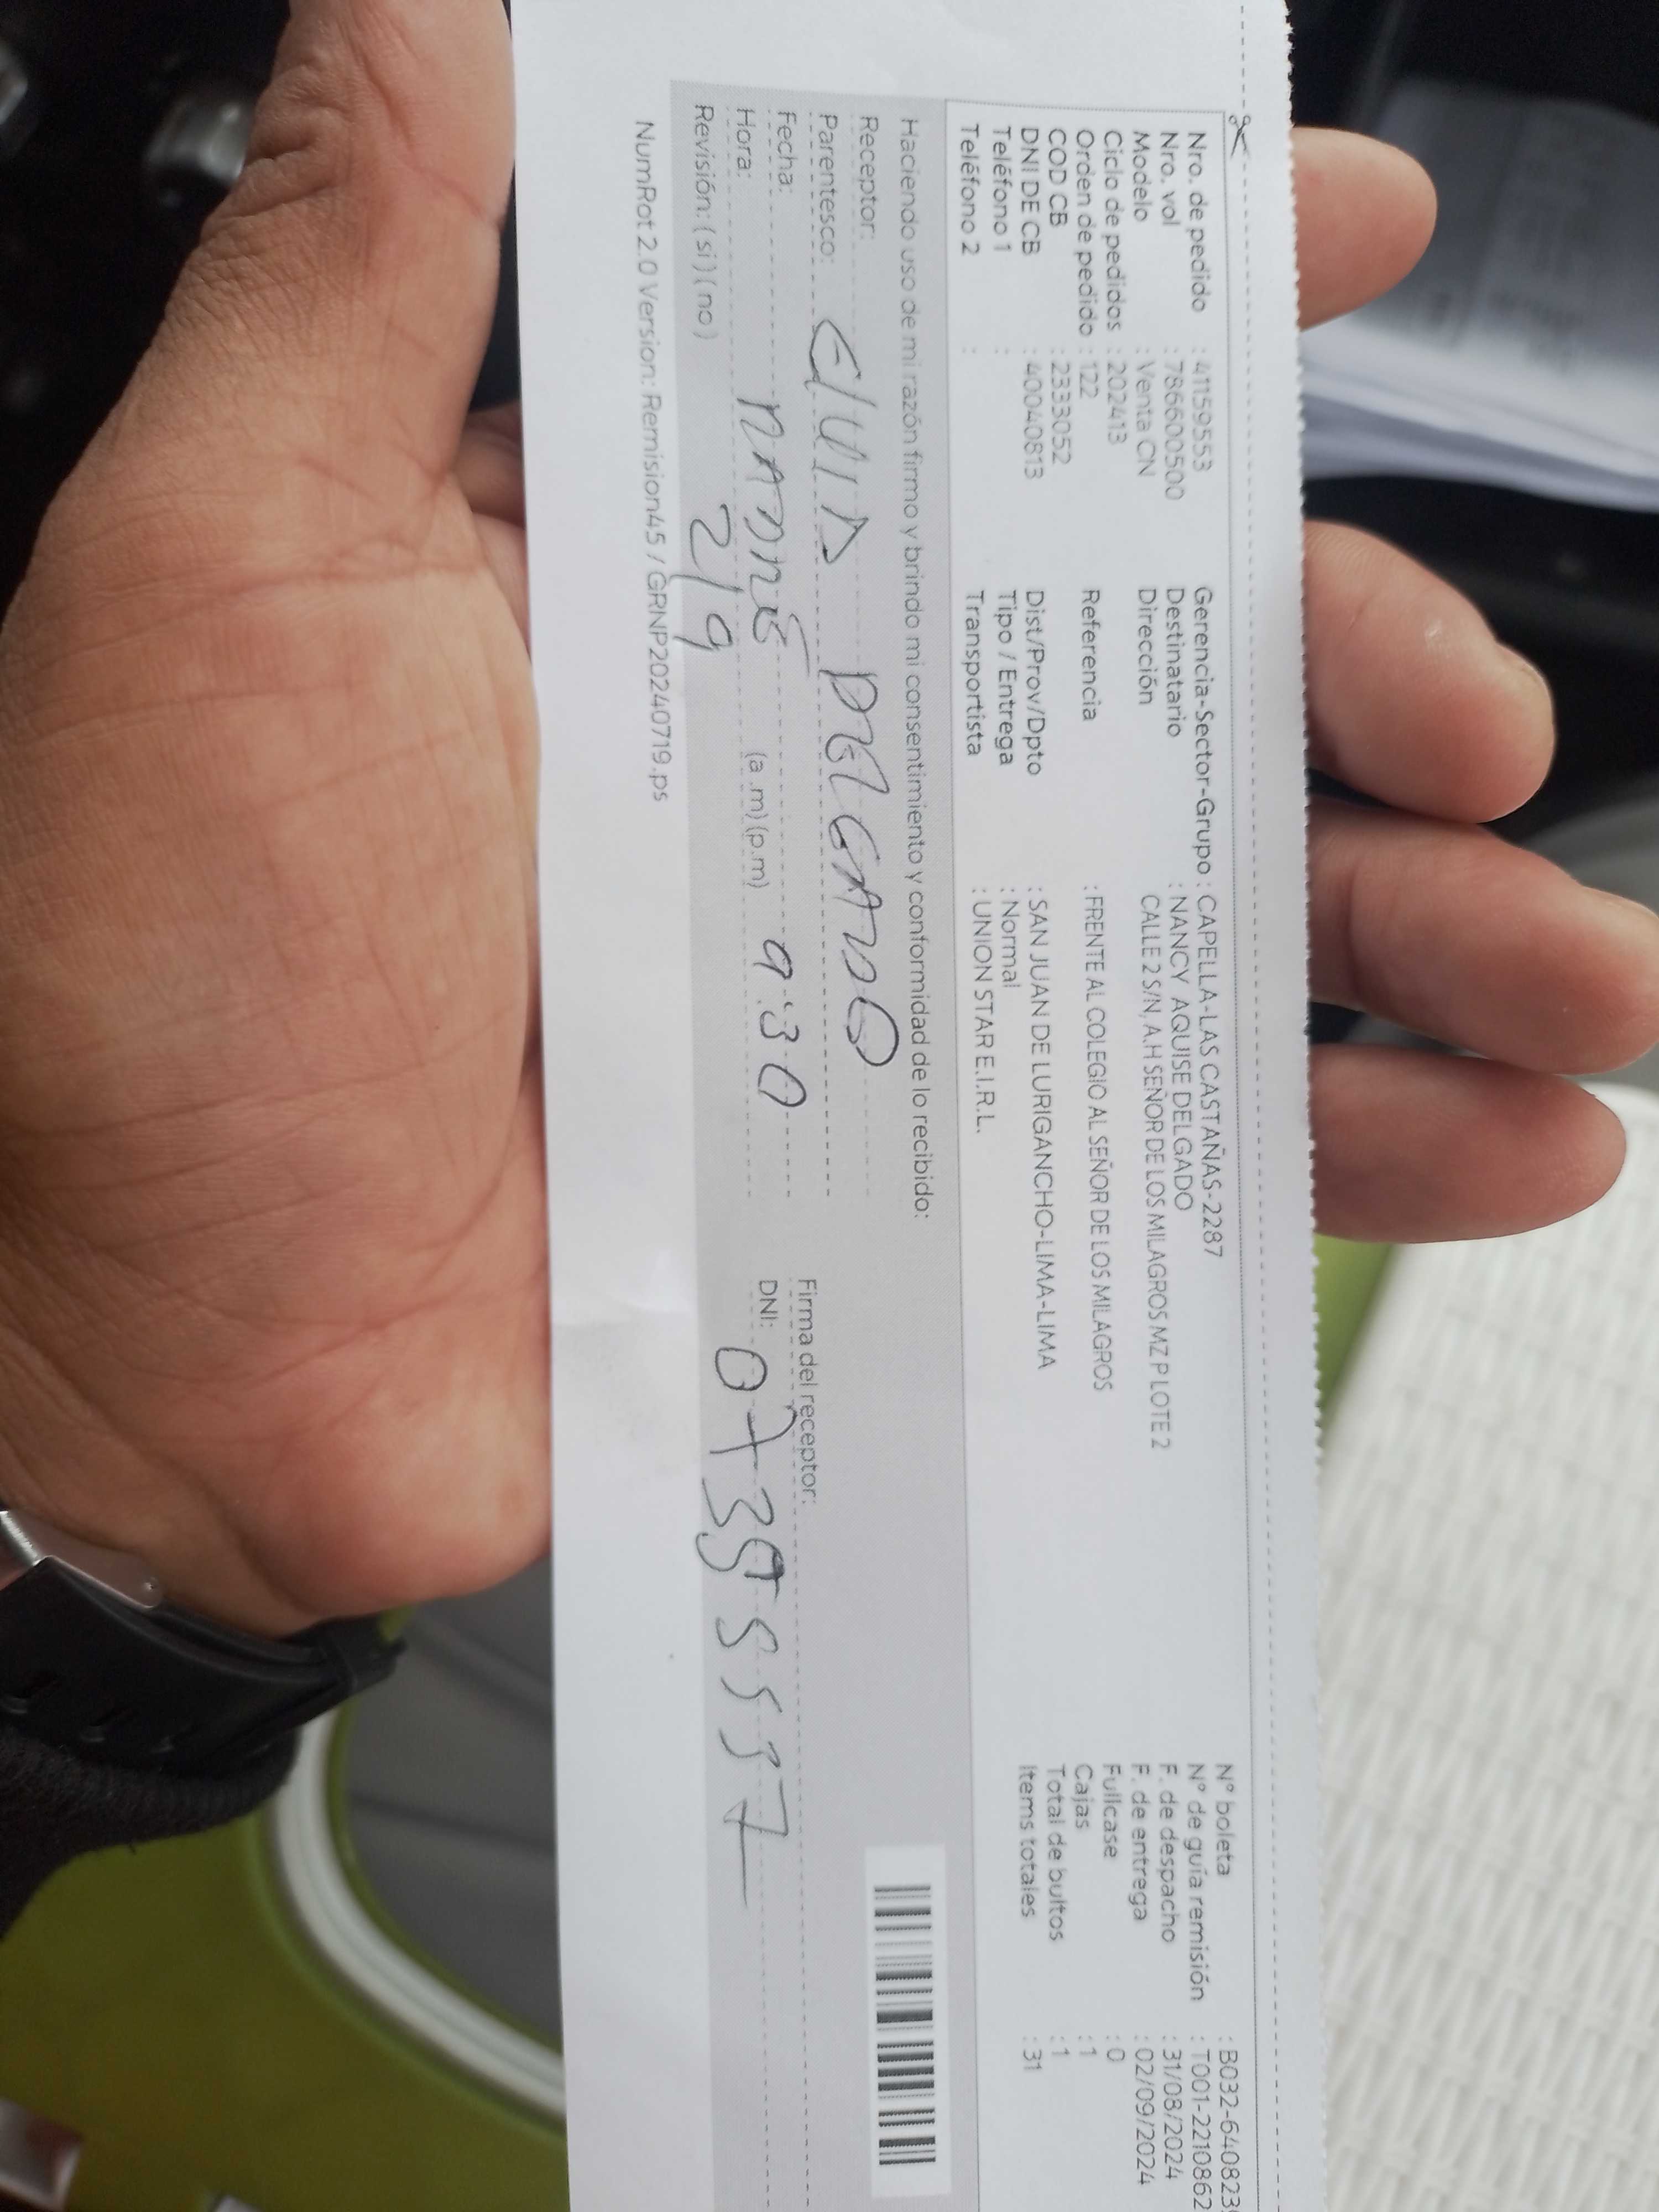 Nro. de pedido : 41159553 Gerencia-Sector-Grupo : CAPELLA-LAS CASTAÑAS-2287 N° boleta : B032-640823
Nro. vol : 786600500 Destinatario : NANCY AQUISE DELGADO N° de guía remisión : T001-2210862
Modelo : Venta CN Dirección CALLE 2 S/N, A.H SEÑOR DE LOS MILAGROS MZ P LOTE 2 F. de despacho : 31/08/2024
Ciclo de pedidos : 202413 F. de entrega : 02/09/2024
Orden de pedido : 122 Referencia : FRENTE AL COLEGIO AL SEÑOR DE LOS MILAGROS Fullcase : 0
COD CB : 2333052 Cajas : 1
DNI DE CB : 40040813 Dist/Prov/Dpto : SAN JUAN DE LURIGANCHO-LIMA-LIMA Total de bultos : 1
Teléfono 1 : Tipo / Entrega : Normal Items totales : 31
Teléfono 2 : Transportista : UNION STAR E.I.R.L.
Haciendo uso de mi razón firmo y brindo mi consentimiento y conformidad de lo recibido:
Receptor: DELGADO
Parentesco:
Fecha: 2/9 Firma del receptor:
Hora: (a.m)(p.m) 9:30 DNI:
Revisión: ( si ) ( no )
NumRot 2.0 Version: Remision45 / GRNP20240719.ps